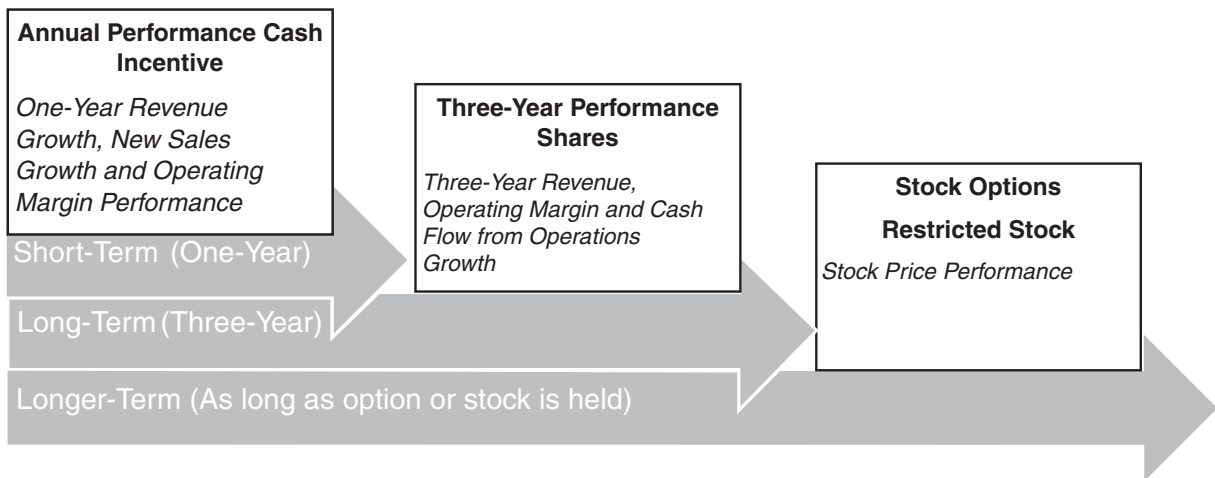 Annual Performance Cash
Incentive
One-Year Revenue
Growth, New Sales
Growth and Operating
Margin Performance
Short-Term (One-Year)
Three-Year Performance
Shares
Three-Year Revenue,
Operating Margin and Cash
Flow from Operations
Growth
Long-Term (Three-Year)
Stock Options
Restricted Stock
Stock Price Performance
Longer-Term (As long as option or stock is held)